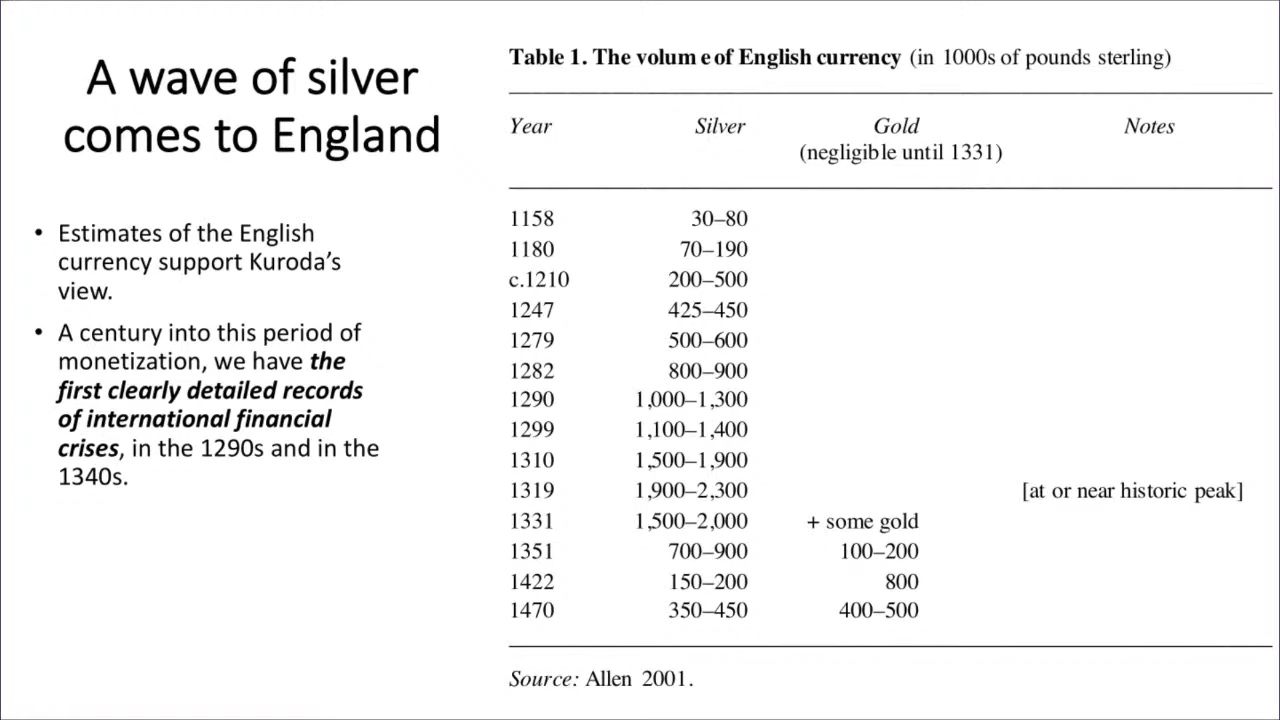 A wave of silver
comes to England
• Estimates of the English
currency support Kuroda’s
view.
• A century into this period of
monetization, we have the
first clearly detailed records
of international financial
crises, in the 1290s and in the
1340s.
Table 1. The volum e of English currency (in 1000s of pounds sterling)
Year Silver Gold Notes
(negligible until 1331)
1158 30–80
1180 70–190
c.1210 200–500
1247 425–450
1279 500–600
1282 800–900
1290 1,000–1,300
1299 1,100–1,400
1310 1,500–1,900
1319 1,900–2,300 [at or near historic peak]
1331 1,500–2,000 + some gold
1351 700–900 100–200
1422 150–200 800
1470 350–450 400–500
Source: Allen 2001.